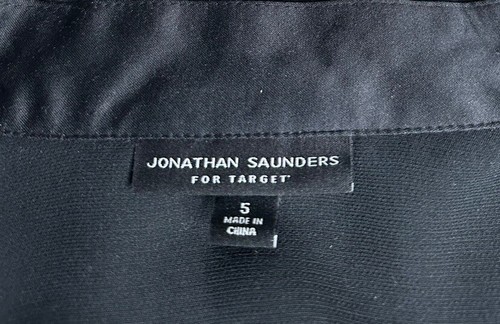 JONATHAN SAUNDERS
FOR TARGET
5
MADE IN
CHINA